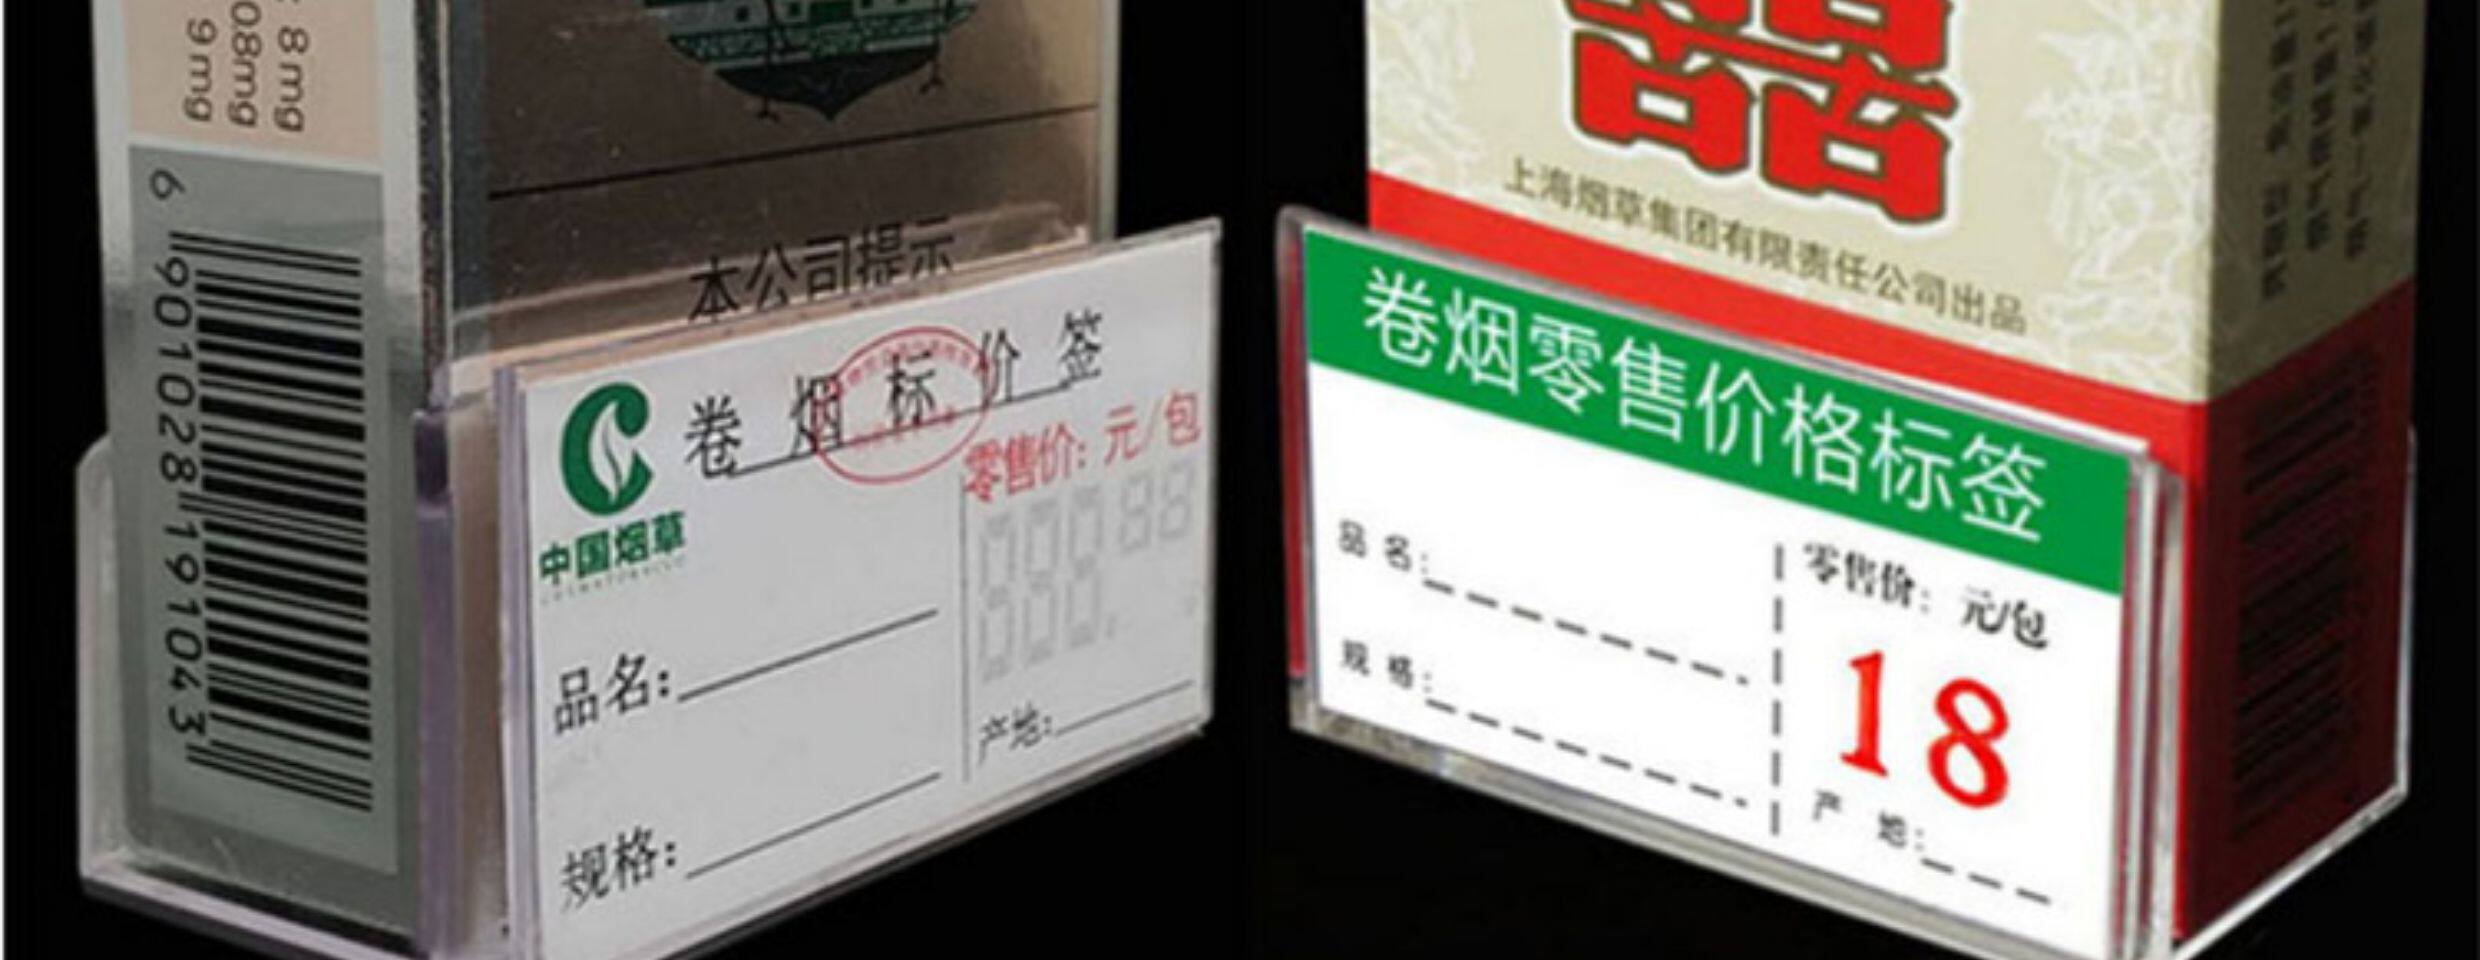 8mg
08mg
9mg
6 901028 191043
本公司提示
卷烟标价签
中国烟草
零售价：元/包
品名：
规格：
产地：
上海烟草集团有限责任公司出品
卷烟零售价格标签
品名：
规格：
零售价：元/包
18
产地：